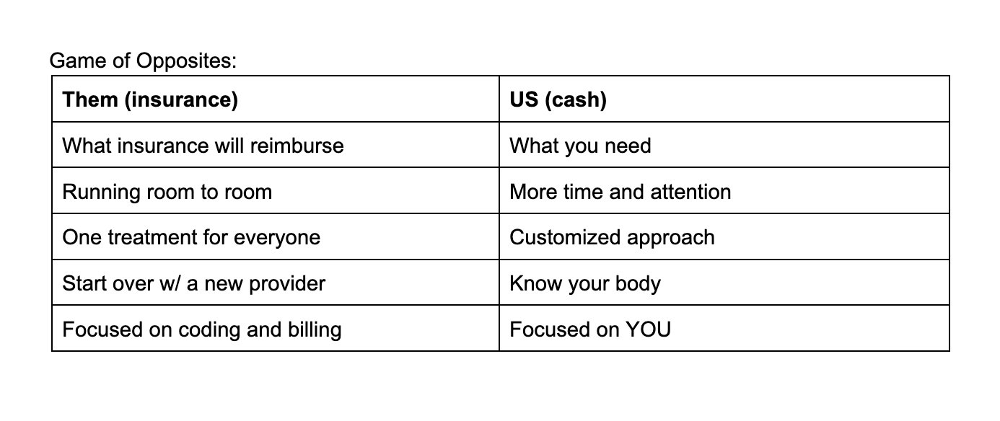 Game of Opposites:
Them (insurance) US (cash)
What insurance will reimburse What you need
Running room to room More time and attention
One treatment for everyone Customized approach
Start over w/ a new provider Know your body
Focused on coding and billing Focused on YOU